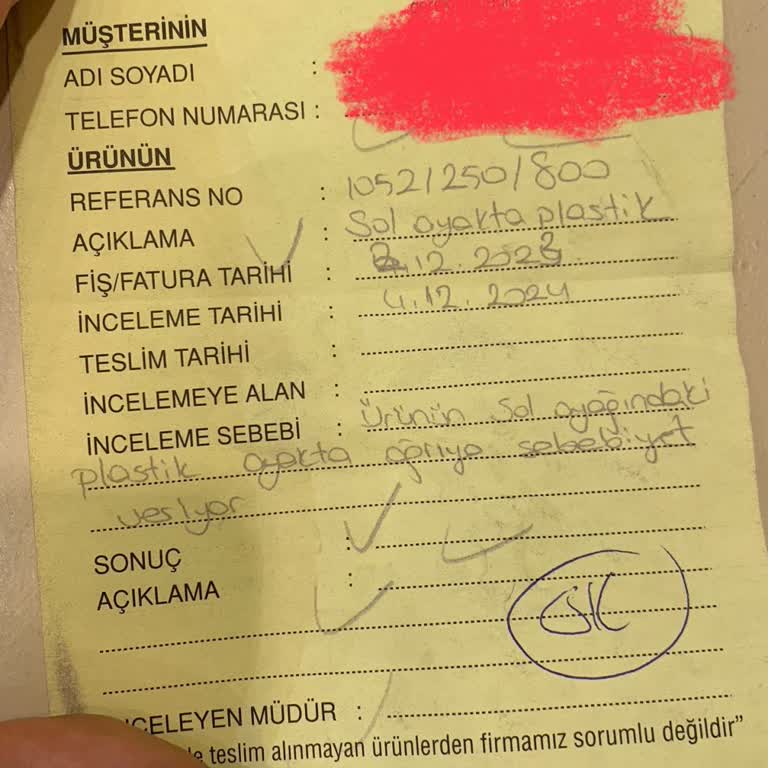 MÜŞTERİNİN
ADI SOYADI :
TELEFON NUMARASI :
ÜRÜNÜN
REFERANS NO : 1052/250/800
AÇIKLAMA : Sol ayakta plastik
FİŞ/FATURA TARİHİ : .12.2023
İNCELEME TARİHİ : 4.12.2024
TESLİM TARİHİ :
İNCELEMEYE ALAN :
İNCELEME SEBEBİ : Ürünün sol ayağındaki
plastik ayakta ağrıya sebebiyet
veriyor
SONUÇ :
AÇIKLAMA :
OK
NCELEYEN MÜDÜR :
de teslim alınmayan ürünlerden firmamız sorumlu değildir"